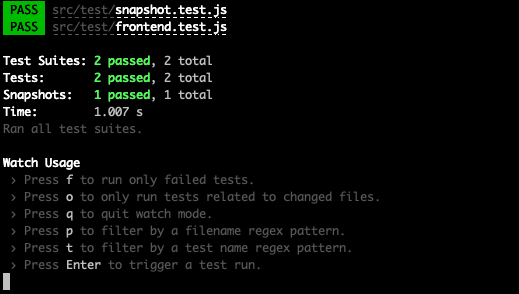 PASS src/test/snapshot.test.js
PASS src/test/frontend.test.js
Test Suites: 2 passed, 2 total
Tests:       2 passed, 2 total
Snapshots:   1 passed, 1 total
Time:        1.007 s
Ran all test suites.
Watch Usage
› Press f to run only failed tests.
› Press o to only run tests related to changed files.
› Press q to quit watch mode.
› Press p to filter by a filename regex pattern.
› Press t to filter by a test name regex pattern.
› Press Enter to trigger a test run.